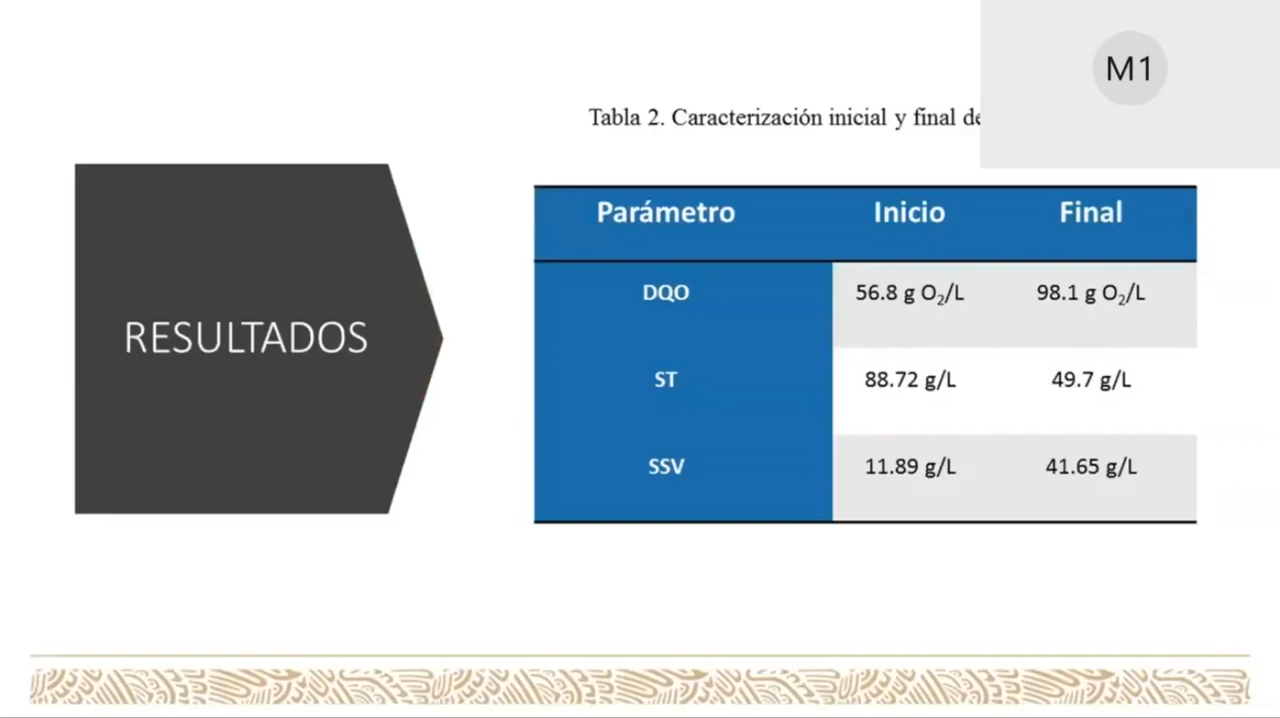 M1
Tabla 2. Caracterización inicial y final
RESULTADOS
Parámetro Inicio Final
DQO 56.8 g O₂/L 98.1 g O₂/L
ST 88.72 g/L 49.7 g/L
SSV 11.89 g/L 41.65 g/L